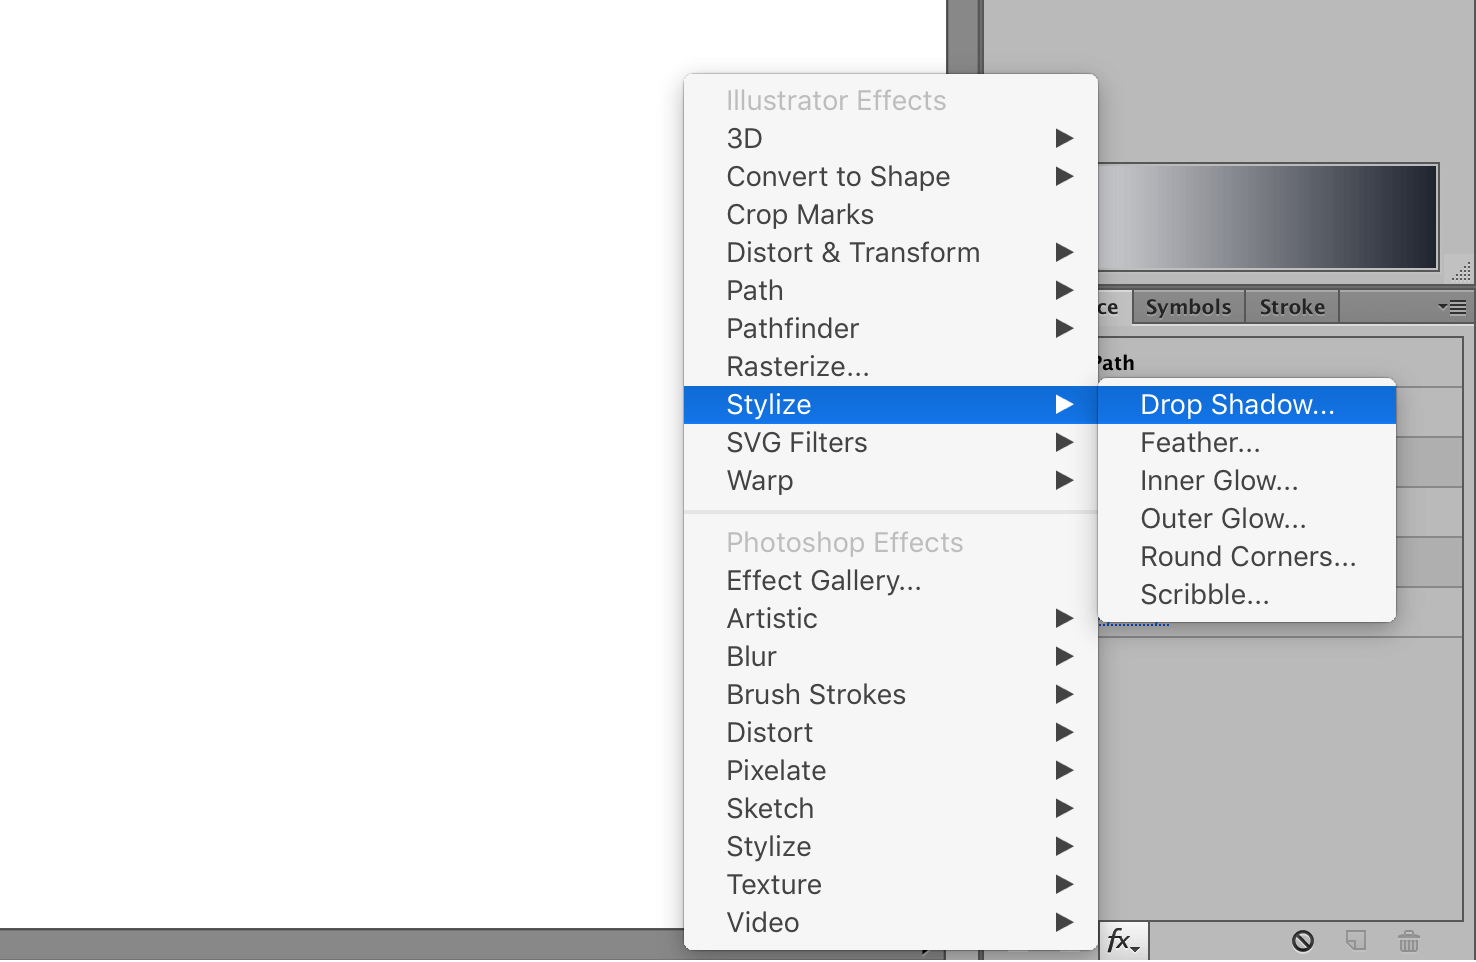 Illustrator Effects
3D
Convert to Shape
Crop Marks
Distort & Transform
Path
Pathfinder
Rasterize...
Stylize
SVG Filters
Warp
Photoshop Effects
Effect Gallery...
Artistic
Blur
Brush Strokes
Distort
Pixelate
Sketch
Stylize
Texture
Video
ce Symbols Stroke
Path
Drop Shadow...
Feather...
Inner Glow...
Outer Glow...
Round Corners...
Scribble...
fx